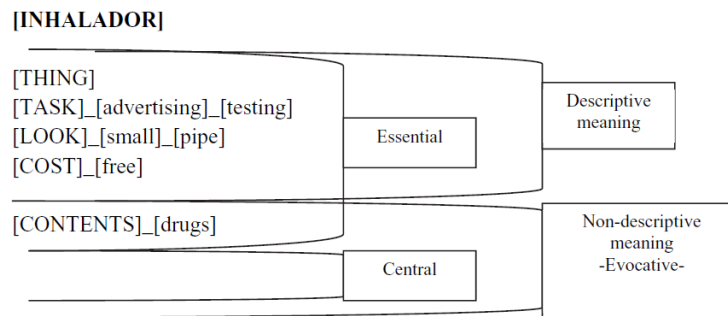 [INHALADOR]
[THING]
[TASK]_[advertising]_[testing]
[LOOK]_[small]_[pipe]
[COST]_[free]
Essential
Descriptive
meaning
[CONTENTS]_[drugs]
Central
Non-descriptive
meaning
-Evocative-